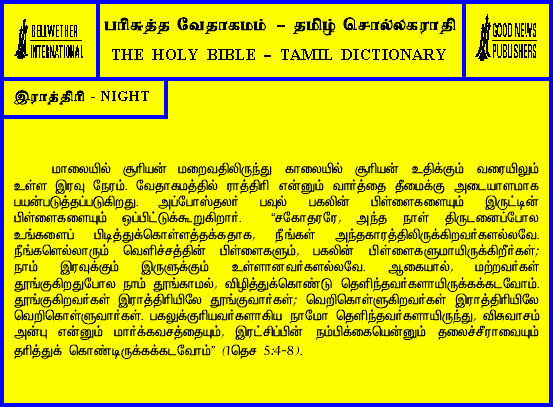 BELLWETHER
INTERNATIONAL
பரிசுத்த வேதாகமம் – தமிழ் சொல்லகராதி
THE HOLY BIBLE – TAMIL DICTIONARY
GOOD NEWS
PUBLISHERS
இராத்திரி - NIGHT
மாலையில் சூரியன் மறைவதிலிருந்து காலையில் சூரியன் உதிக்கும் வரையிலும்
உள்ள இரவு நேரம். வேதாகமத்தில் ராத்திரி என்னும் வார்த்தை தீமைக்கு அடையாளமாக
பயன்படுத்தப்படுகிறது. அப்போஸ்தலர் பவுல் பகலின் பிள்ளைகளையும் இருட்டின்
பிள்ளைகளையும் ஒப்பிட்டுக்கூறுகிறார். “சகோதரரே, அந்த நாள் திருடனைப்போல
உங்களைப் பிடித்துக்கொள்ளத்தக்கதாக, நீங்கள் அந்தகாரத்திலிருக்கிறவர்களல்லவே.
நீங்களெல்லாரும் வெளிச்சத்தின் பிள்ளைகளும், பகலின் பிள்ளைகளுமாயிருக்கிறீர்கள்;
நாம் இரவுக்கும் இருளுக்கும் உள்ளானவர்களல்லவே. ஆகையால், மற்றவர்கள்
தூங்குகிறதுபோல நாம் தூங்காமல், விழித்துக்கொண்டு தெளிந்தவர்களாயிருக்கக்கடவோம்.
தூங்குகிறவர்கள் இராத்திரியிலே தூங்குவார்கள்; வெறிகொள்ளுகிறவர்கள் இராத்திரியிலே
வெறிகொள்ளுவார்கள். பகலுக்குரியவர்களாகிய நாமோ தெளிந்தவர்களாயிருந்து, விசுவாசம்
அன்பு என்னும் மார்க்கவசத்தையும், இரட்சிப்பின் நம்பிக்கையென்னும் தலைச்சீராவையும்
தரித்துக் கொண்டிருக்கக்கடவோம்” (1தெச 5:4-8).